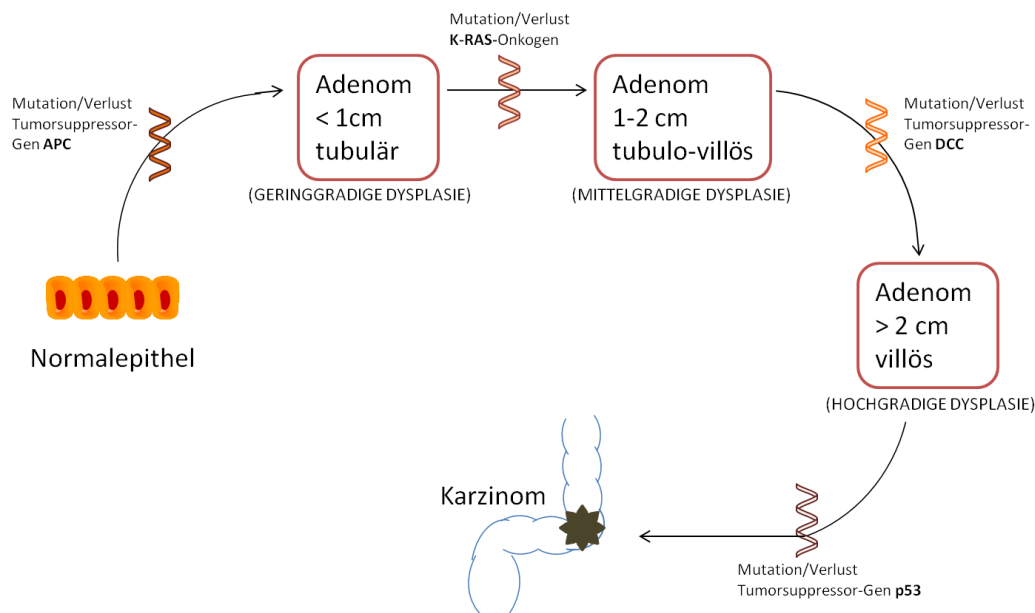 Mutation/Verlust
Tumorsuppressor-
Gen APC
Normalepithel
Adenom
< 1cm
tubulär
(GERINGGRADIGE DYSPLASIE)
Mutation/Verlust
K-RAS-Onkogen
Adenom
1-2 cm
tubulo-villös
(MITTELGRADIGE DYSPLASIE)
Mutation/Verlust
Tumorsuppressor-
Gen DCC
Adenom
> 2 cm
villös
(HOCHGRADIGE DYSPLASIE)
Mutation/Verlust
Tumorsuppressor-Gen p53
Karzinom